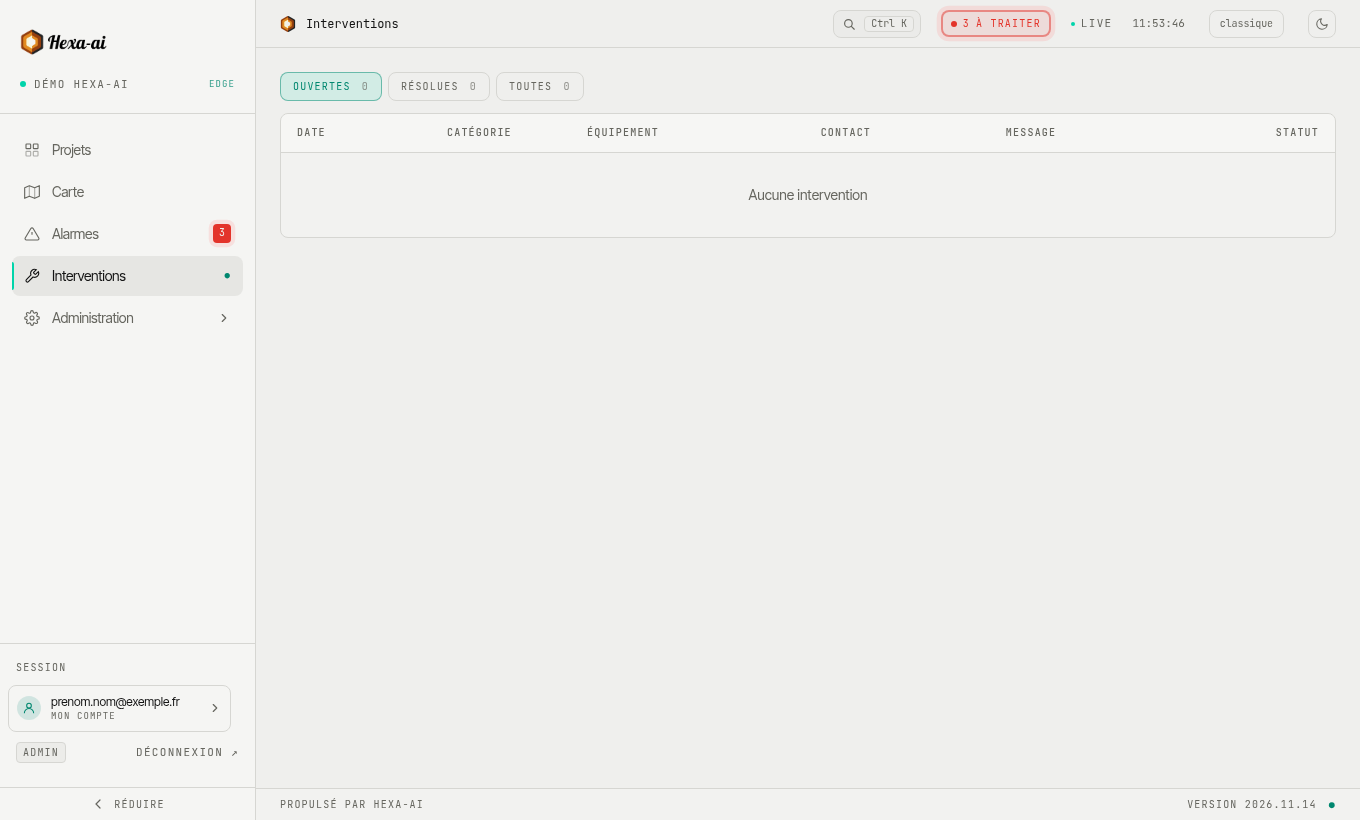 Hexa-ai
DÉMO HEXA-AI EDGE
Projets
Carte
Alarmes 3
Interventions
Administration
SESSION
prenom.nom@exemple.fr
MON COMPTE
ADMIN DÉCONNEXION ↗
RÉDUIRE
Interventions Ctrl K 3 À TRAITER LIVE 11:53:46 classique
OUVERTES 0 RÉSOLUES 0 TOUTES 0
DATE CATÉGORIE ÉQUIPEMENT CONTACT MESSAGE STATUT
Aucune intervention
PROPULSÉ PAR HEXA-AI VERSION 2026.11.14